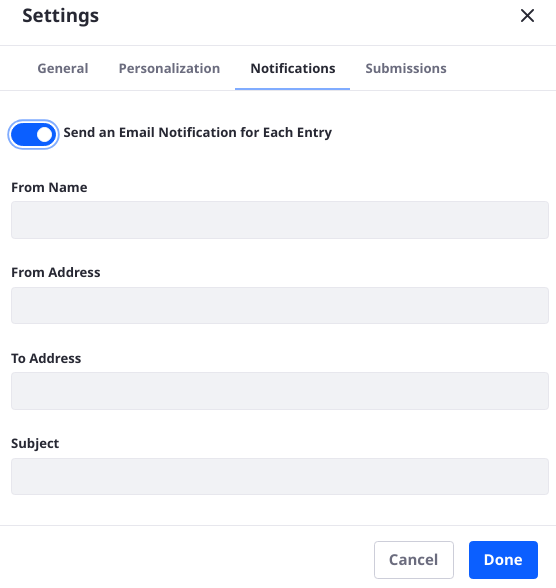 Settings
General Personalization Notifications Submissions
Send an Email Notification for Each Entry
From Name
From Address
To Address
Subject
Cancel Done